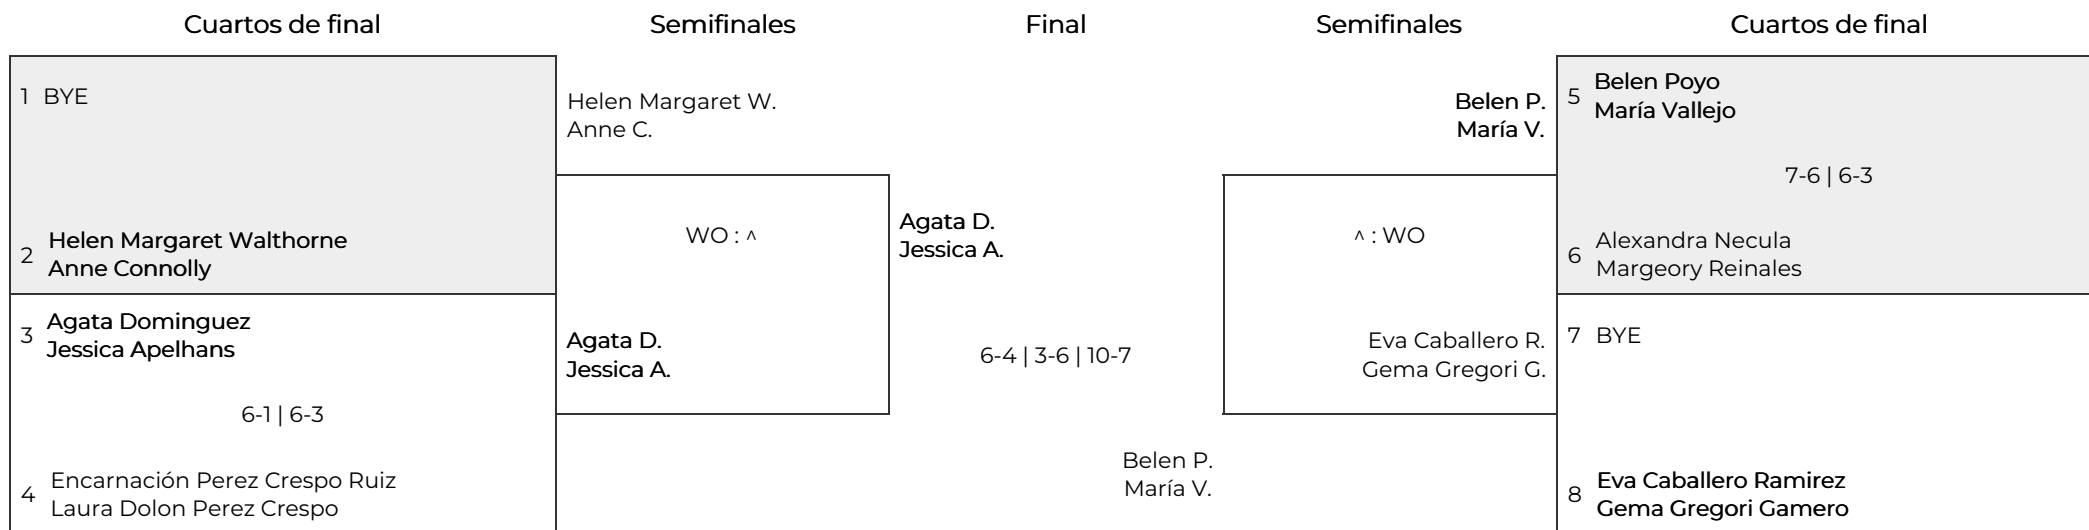 Cuartos de final
Semifinales
Final
Semifinales
Cuartos de final
1 BYE
2 Helen Margaret Walthorne
Anne Connolly
3 Agata Dominguez
Jessica Apelhans
6-1 | 6-3
4 Encarnación Perez Crespo Ruiz
Laura Dolon Perez Crespo
Helen Margaret W.
Anne C.
WO : ^
Agata D.
Jessica A.
Agata D.
Jessica A.
6-4 | 3-6 | 10-7
Belen P.
María V.
Belen P.
María V.
^ : WO
Eva Caballero R.
Gema Gregori G.
5 Belen Poyo
María Vallejo
7-6 | 6-3
6 Alexandra Necula
Margeory Reinales
7 BYE
8 Eva Caballero Ramirez
Gema Gregori Gamero